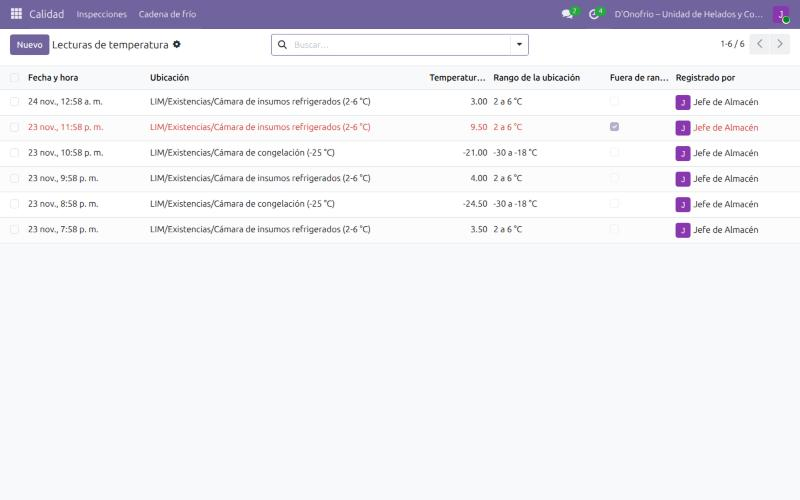 Calidad Inspecciones Cadena de frío 2 4 D'Onofrio – Unidad de Helados y Co... J
Nuevo Lecturas de temperatura Buscar... 1-6 / 6
Fecha y hora Ubicación Temperatur... Rango de la ubicación Fuera de ran... Registrado por
24 nov., 12:58 a. m. LIM/Existencias/Cámara de insumos refrigerados (2-6 °C) 3.00 2 a 6 °C J Jefe de Almacén
23 nov., 11:58 p. m. LIM/Existencias/Cámara de insumos refrigerados (2-6 °C) 9.50 2 a 6 °C J Jefe de Almacén
23 nov., 10:58 p. m. LIM/Existencias/Cámara de congelación (-25 °C) -21.00 -30 a -18 °C J Jefe de Almacén
23 nov., 9:58 p. m. LIM/Existencias/Cámara de insumos refrigerados (2-6 °C) 4.00 2 a 6 °C J Jefe de Almacén
23 nov., 8:58 p. m. LIM/Existencias/Cámara de congelación (-25 °C) -24.50 -30 a -18 °C J Jefe de Almacén
23 nov., 7:58 p. m. LIM/Existencias/Cámara de insumos refrigerados (2-6 °C) 3.50 2 a 6 °C J Jefe de Almacén